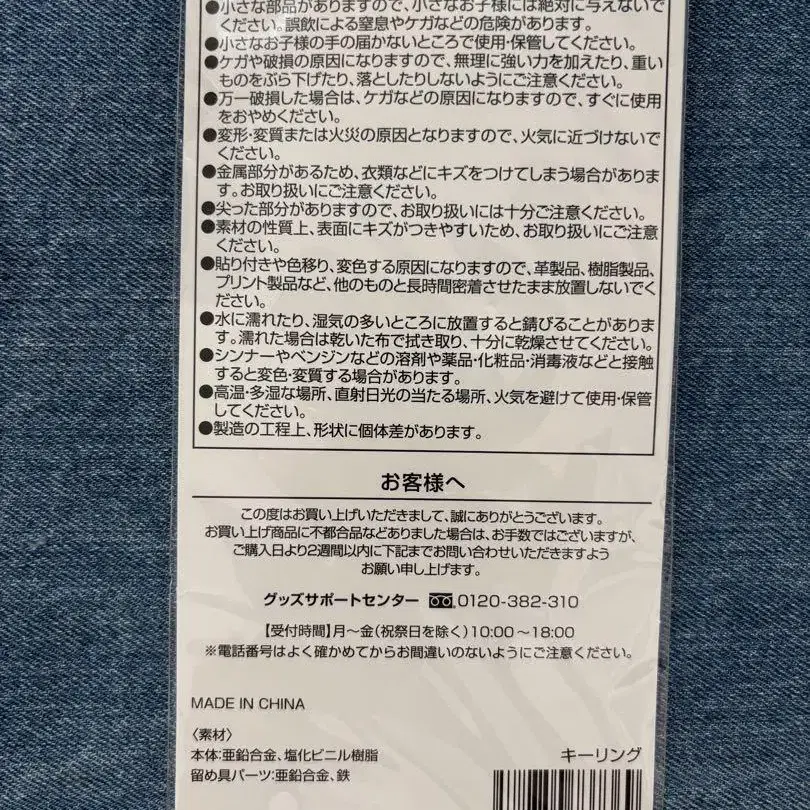 ●小さな部品がありますので、小さなお子様には絶対に与えないで
ください。誤飲による窒息やケガなどの危険があります。
●小さなお子様の手の届かないところで使用・保管してください。
●ケガや破損の原因になりますので、無理に強い力を加えたり、重い
ものをぶら下げたり、落としたりしないようにご注意ください。
●万一破損した場合は、ケガなどの原因になりますので、すぐに使用
をおやめください。
●変形・変質または火災の原因となりますので、火気に近づけないで
ください。
●金属部分があるため、衣類などにキズをつけてしまう場合がありま
す。お取り扱いにご注意ください。
●尖った部分がありますので、お取り扱いには十分ご注意ください。
●素材の性質上、表面にキズがつきやすいため、お取り扱いにご注意
ください。
●貼り付きや色移り、変色する原因になりますので、革製品、樹脂製品、
プリント製品など、他のものと長時間密着させたまま放置しないでく
ださい。
●水に濡れたり、湿気の多いところに放置すると錆びることがありま
す。濡れた場合は乾いた布で拭き取り、十分に乾燥させてください。
●シンナーやベンジンなどの溶剤や薬品・化粧品・消毒液などと接触
すると変色・変質する場合があります。
●高温・多湿な場所、直射日光の当たる場所、火気を避けて使用・保管
してください。
●製造の工程上、形状に個体差があります。
お客様へ
この度はお買い上げいただきまして、誠にありがとうございます。
お買い上げ商品に不都合品などありました場合は、お手数ではございますが、
ご購入日より2週間以内に下記までお問い合わせいただきますよう
お願い申し上げます。
グッズサポートセンター 0120-382-310
【受付時間】月〜金(祝祭日を除く)10:00〜18:00
※電話番号はよく確かめてからお間違いのないようにご注意ください。
MADE IN CHINA
〈素材〉
本体:亜鉛合金、塩化ビニル樹脂
留め具パーツ:亜鉛合金、鉄
キーリング